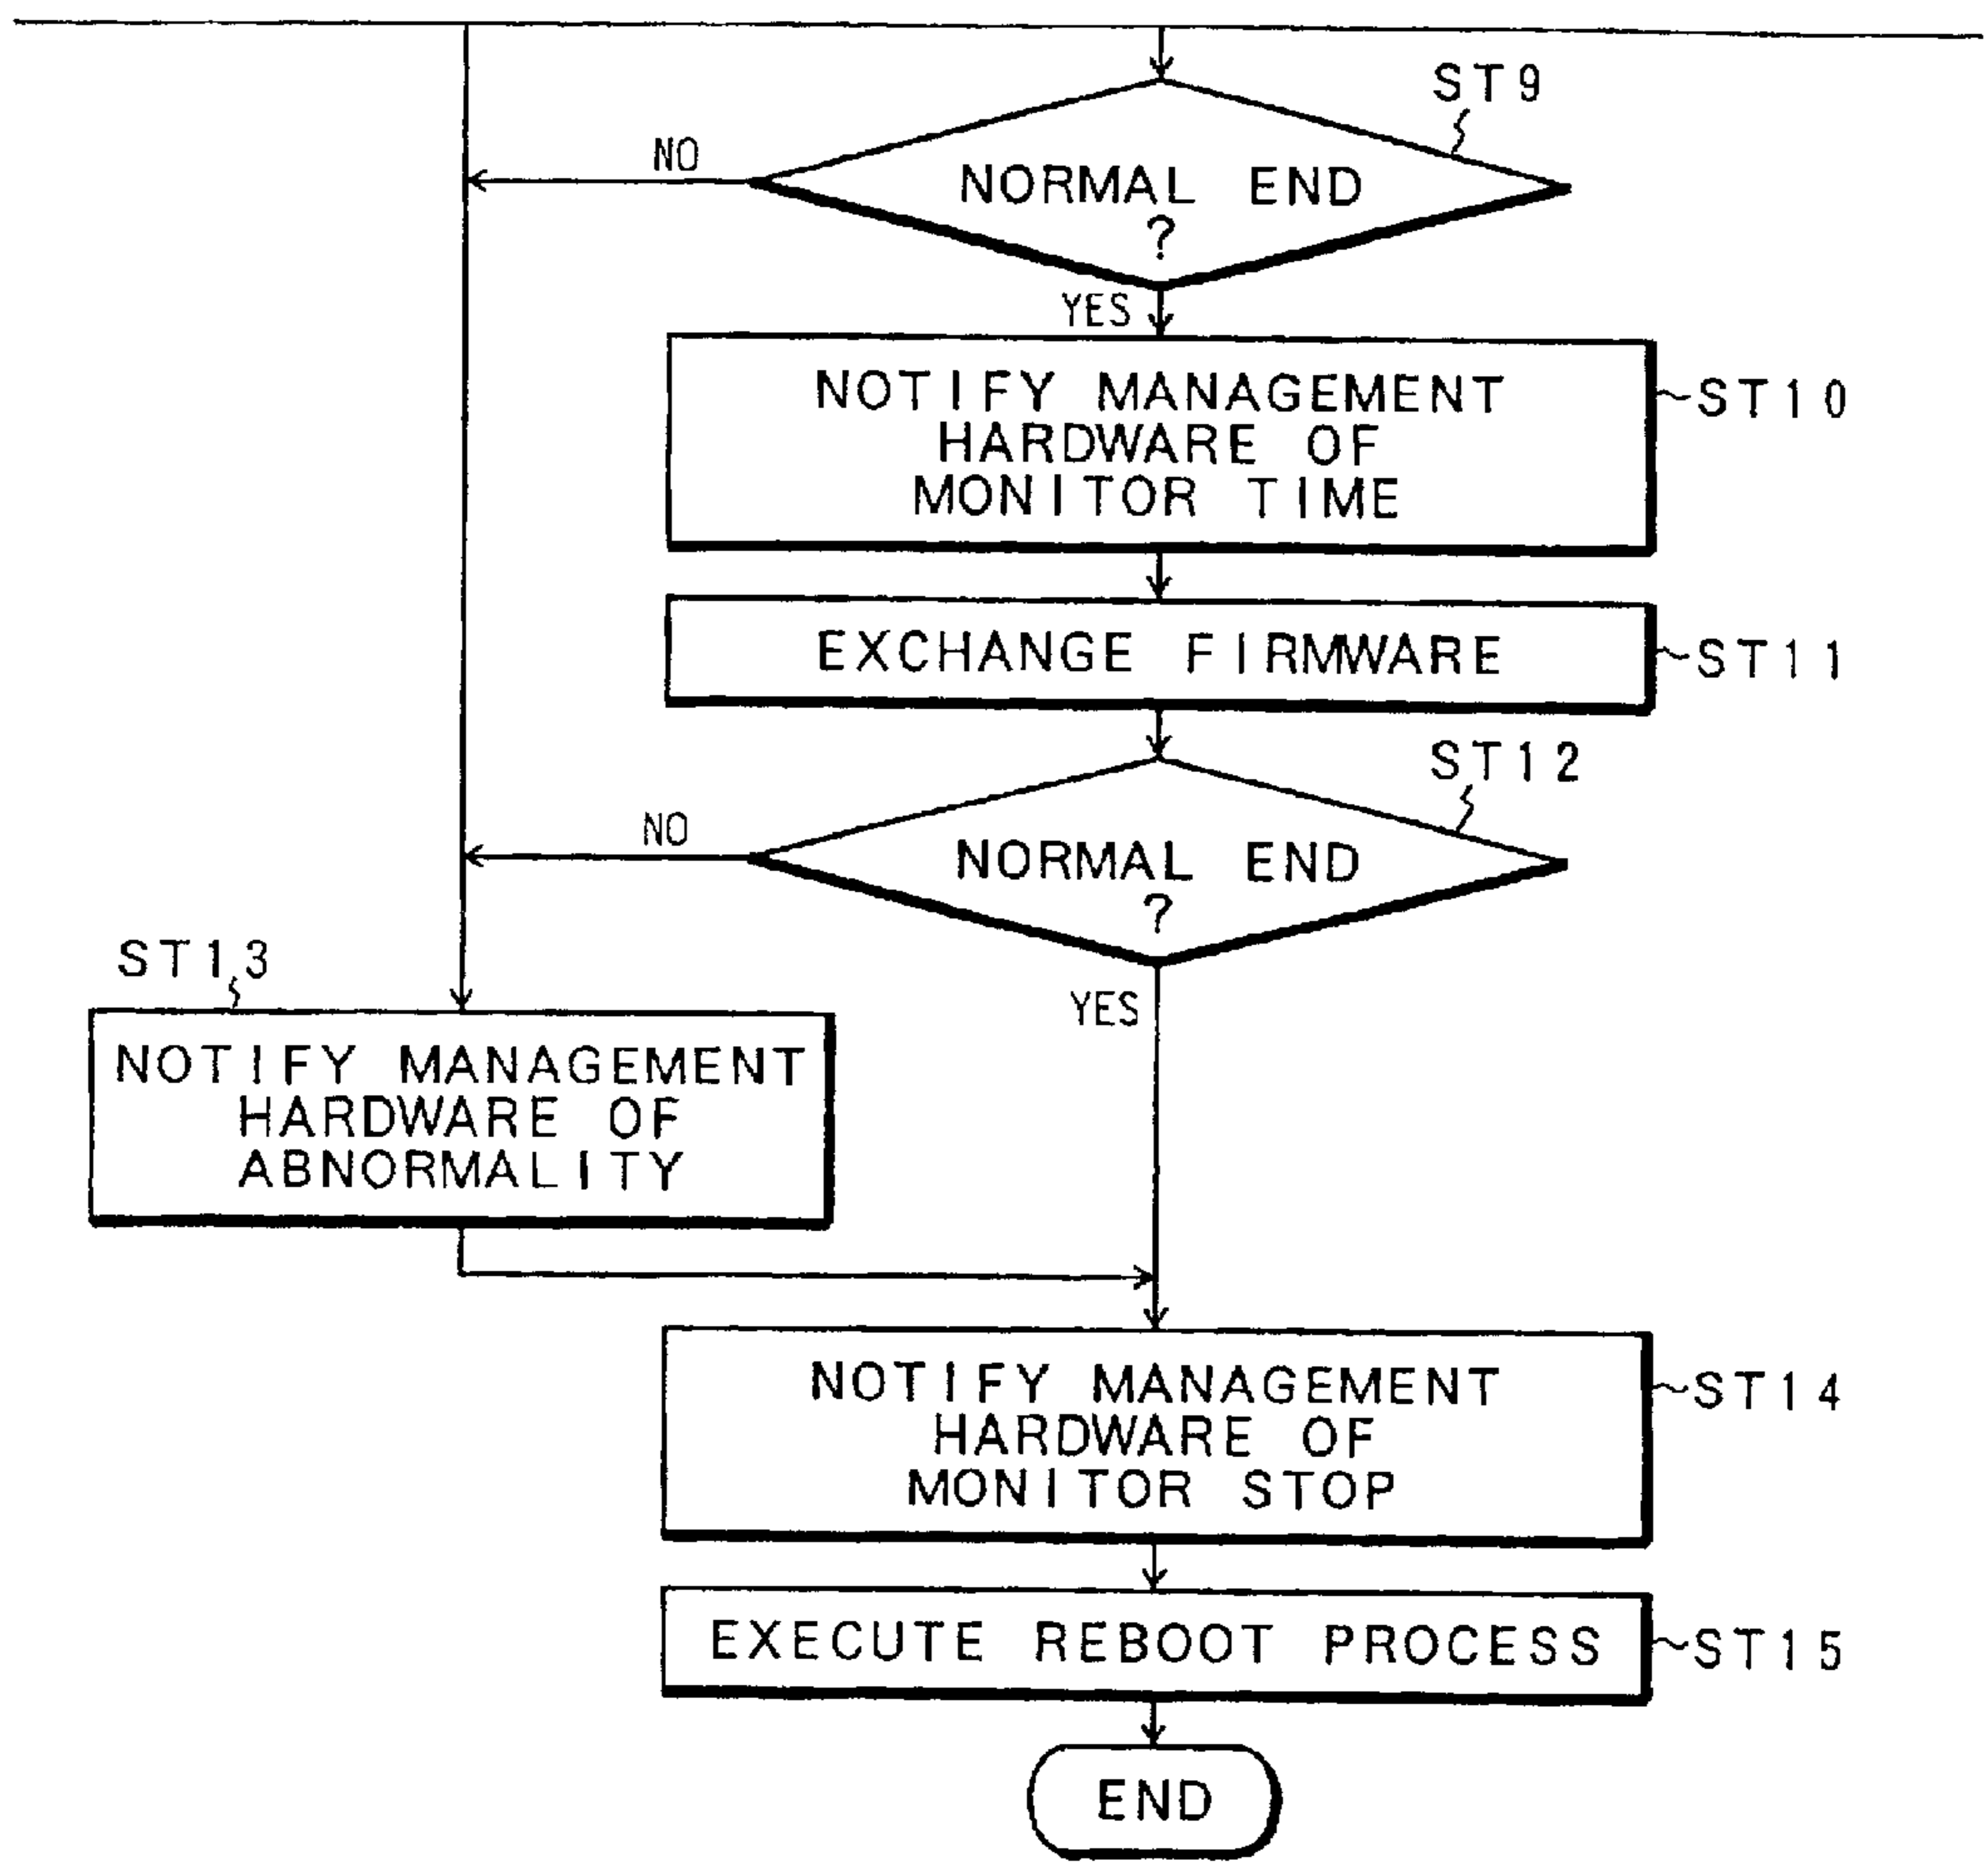 ST9
NO
NORMAL END
?
YES
NOTIFY MANAGEMENT
HARDWARE OF
MONITOR TIME
ST10
EXCHANGE FIRMWARE
ST11
ST12
NO
NORMAL END
?
YES
ST13
NOTIFY MANAGEMENT
HARDWARE OF
ABNORMALITY
NOTIFY MANAGEMENT
HARDWARE OF
MONITOR STOP
ST14
EXECUTE REBOOT PROCESS
ST15
END